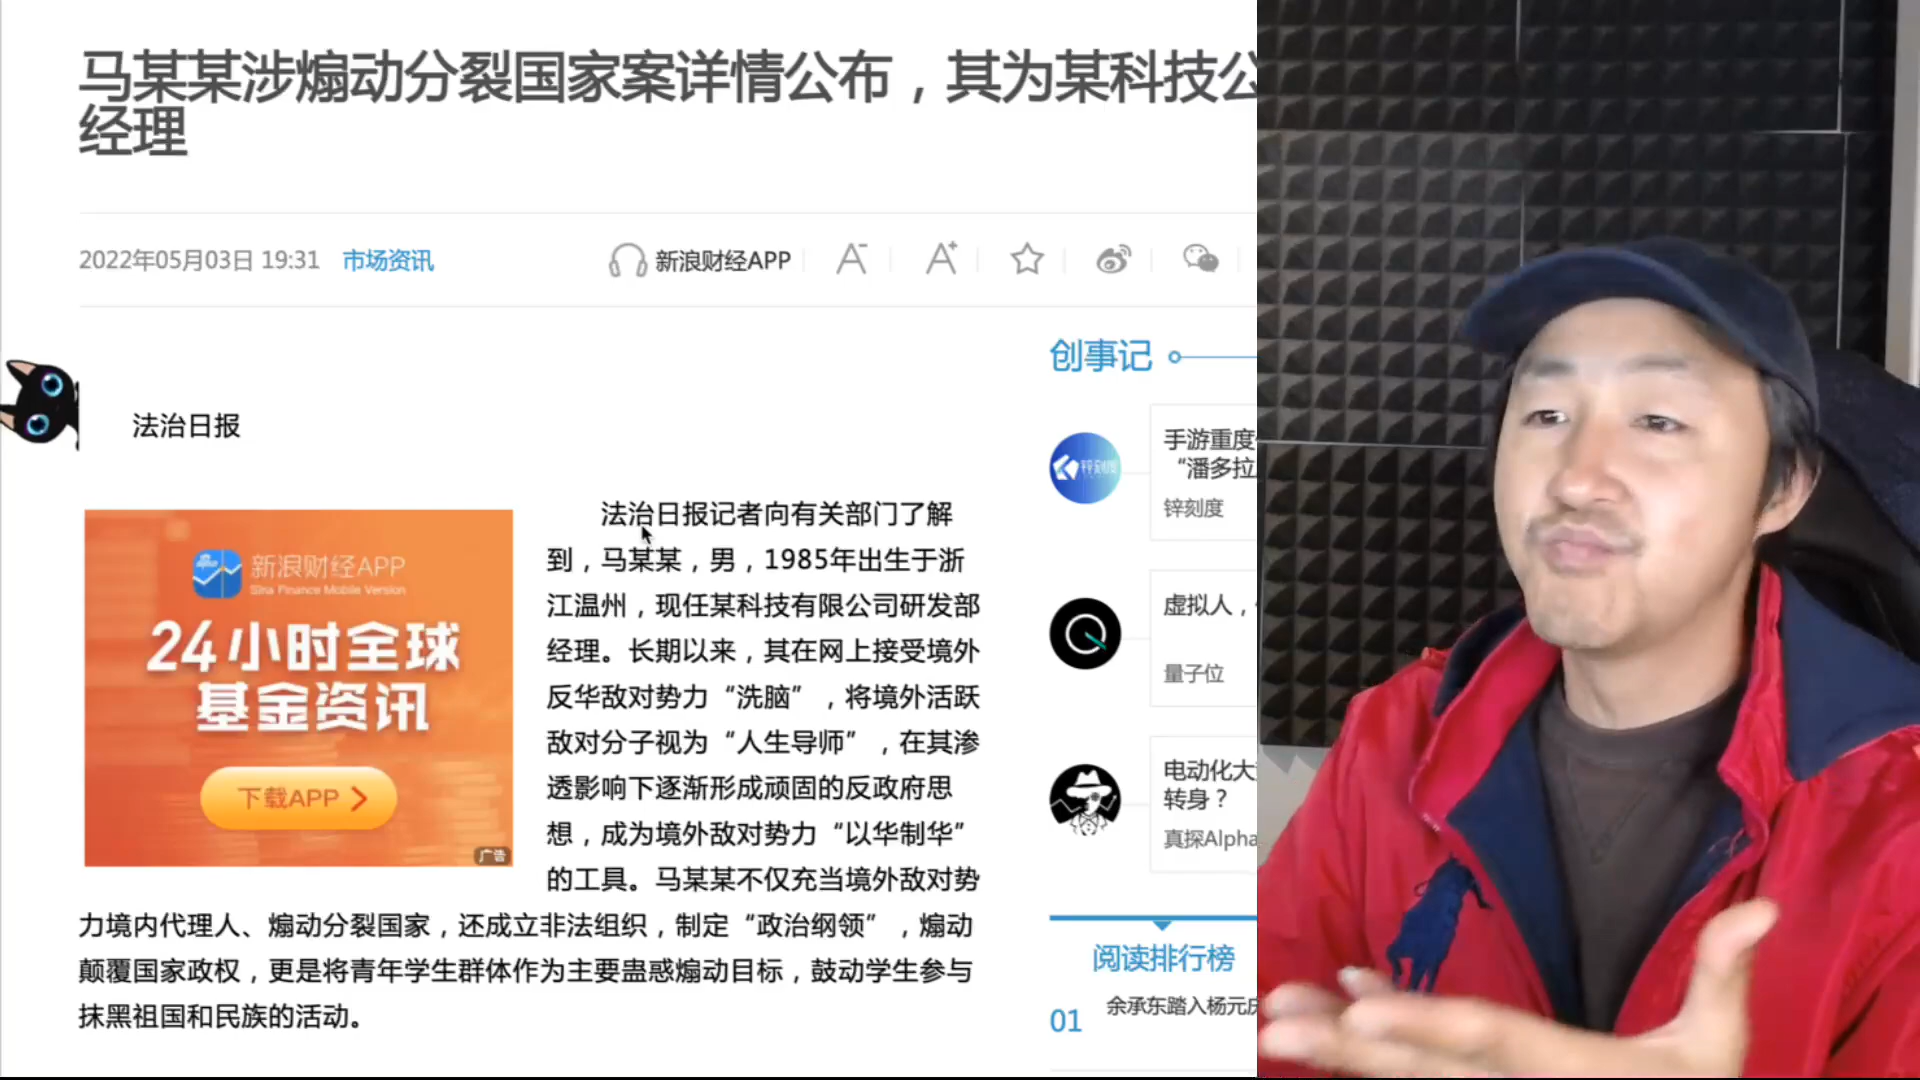 马某某涉煽动分裂国家案详情公布，其为某科技公
经理
2022年05月03日 19:31 市场资讯
新浪财经APP
法治日报
新浪财经APP
Sina Finance Mobile Version
24小时全球
基金资讯
下载APP
广告
法治日报记者向有关部门了解
到，马某某，男，1985年出生于浙
江温州，现任某科技有限公司研发部
经理。长期以来，其在网上接受境外
反华敌对势力“洗脑”，将境外活跃
敌对分子视为“人生导师”，在其渗
透影响下逐渐形成顽固的反政府思
想，成为境外敌对势力“以华制华”
的工具。马某某不仅充当境外敌对势
力境内代理人、煽动分裂国家，还成立非法组织，制定“政治纲领”，煽动
颠覆国家政权，更是将青年学生群体作为主要蛊惑煽动目标，鼓动学生参与
抹黑祖国和民族的活动。
创事记
锌刻度
手游重度
“潘多拉
锌刻度
虚拟人，
量子位
电动化大
转身？
真探Alpha
阅读排行榜
01 余承东踏入杨元